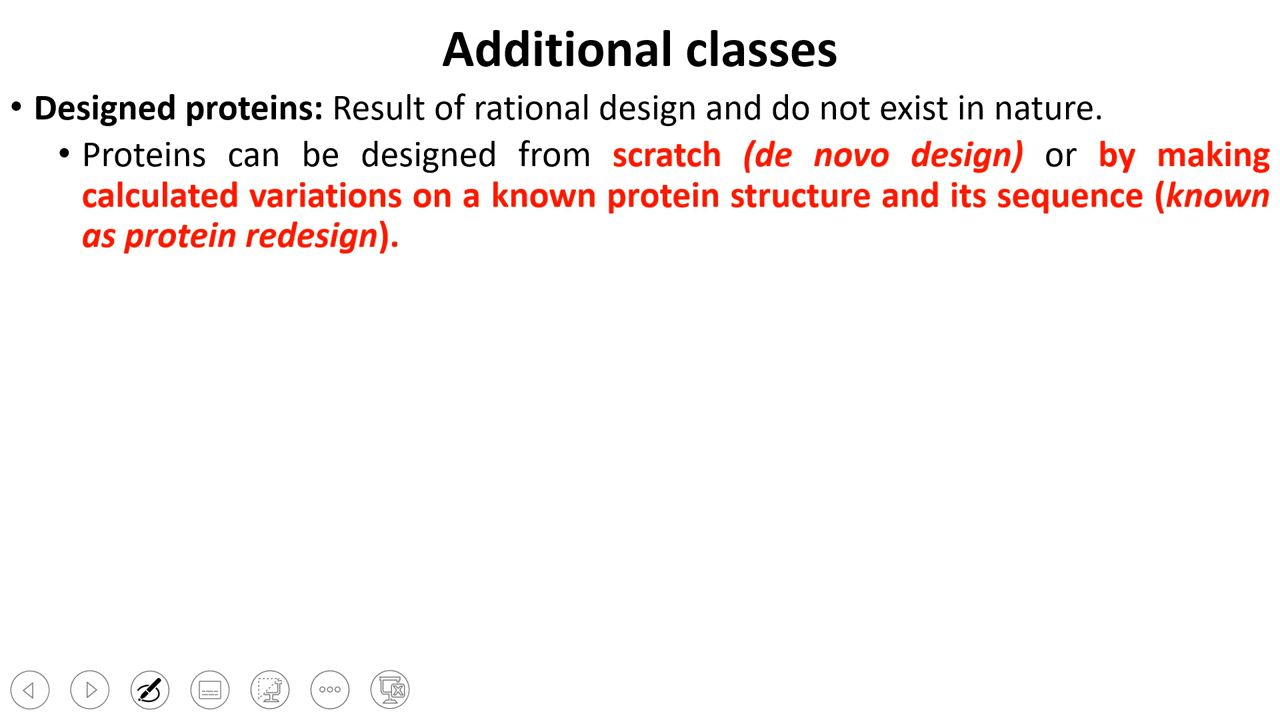 Additional classes
• Designed proteins: Result of rational design and do not exist in nature.
• Proteins can be designed from scratch (de novo design) or by making
calculated variations on a known protein structure and its sequence (known
as protein redesign).